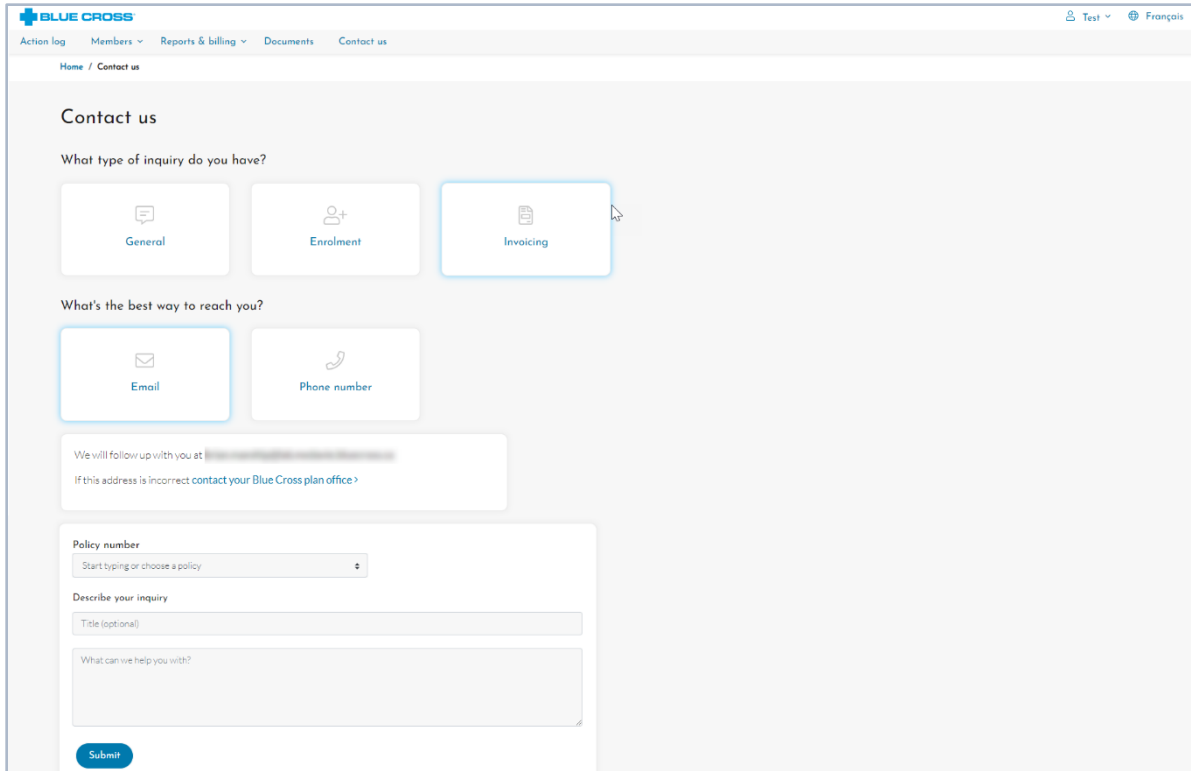 BLUE CROSS
Test
Français
Action log
Members
Reports & billing
Documents
Contact us
Home / Contact us
Contact us
What type of inquiry do you have?
General
Enrolment
Invoicing
What's the best way to reach you?
Email
Phone number
We will follow up with you at
If this address is incorrect contact your Blue Cross plan office >
Policy number
Start typing or choose a policy
Describe your inquiry
Title (optional)
What can we help you with?
Submit